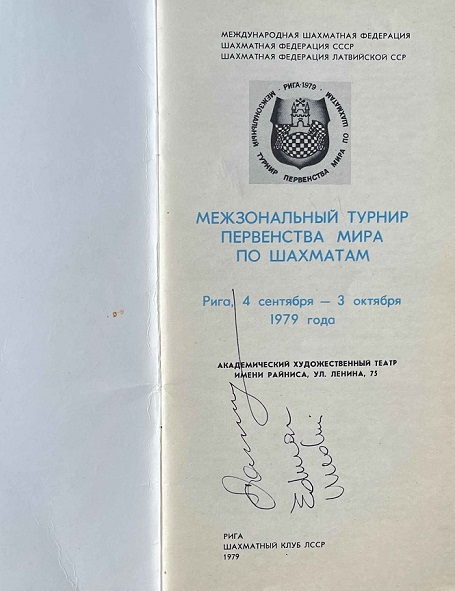 МЕЖДУНАРОДНАЯ ШАХМАТНАЯ ФЕДЕРАЦИЯ
ШАХМАТНАЯ ФЕДЕРАЦИЯ СССР
ШАХМАТНАЯ ФЕДЕРАЦИЯ ЛАТВИЙСКОЙ ССР
· РИГА·1979 ·
МЕЖЗОНАЛЬНЫЙ ТУРНИР ПЕРВЕНСТВА МИРА ПО ШАХМАТАМ
МЕЖЗОНАЛЬНЫЙ ТУРНИР
ПЕРВЕНСТВА МИРА
ПО ШАХМАТАМ
Рига, 4 сентября — 3 октября
1979 года
АКАДЕМИЧЕСКИЙ ХУДОЖЕСТВЕННЫЙ ТЕАТР
ИМЕНИ РАЙНИСА, УЛ. ЛЕНИНА, 75
РИГА
ШАХМАТНЫЙ КЛУБ ЛССР
1979